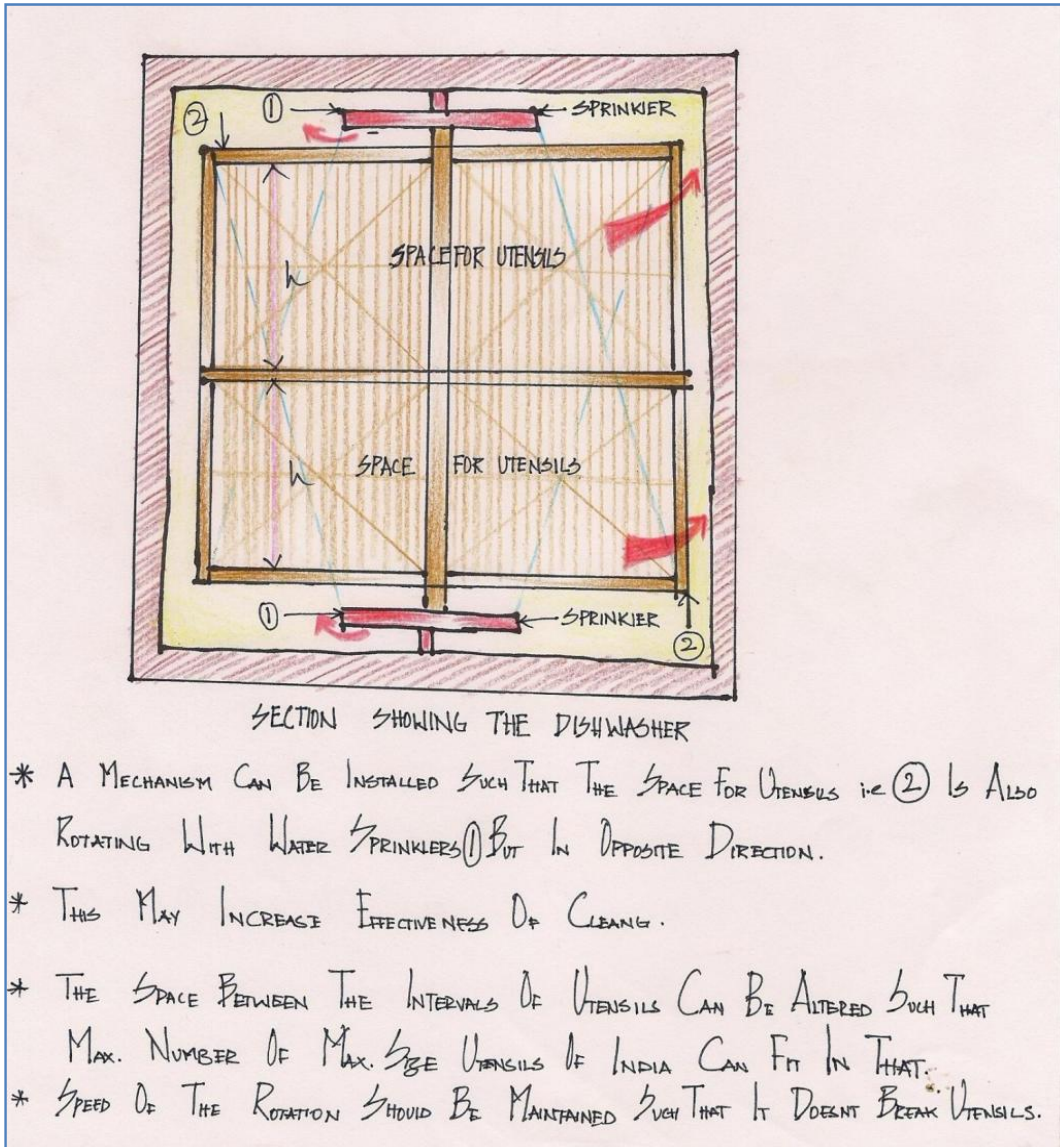 ① SPRINKlER
②
SPACE FOR UTENSILS
h
SPACE FOR UTENSILS
h
① SPRINKlER
②
SECTION SHOWING THE DISHWASHER
* A MECHANISM CAN BE INSTALLED SUCH THAT THE SPACE FOR UTENSILS i.e ② IS ALSO
ROTATING WITH WATER SPRINKLERS① BUT IN OPPOSITE DIRECTION.
* THIS MAY INCREASE EFFECTIVENESS OF CLEANG.
* THE SPACE BETWEEN THE INTERVALS OF UTENSILS CAN BE ALTERED SUCH THAT
MAX. NUMBER OF MAX. SIZE UTENSILS OF INDIA CAN FIT IN THAT.
* SPEED OF THE ROTATION SHOULD BE MAINTAINED SUCH THAT IT DOESNT BREAK UTENSILS.